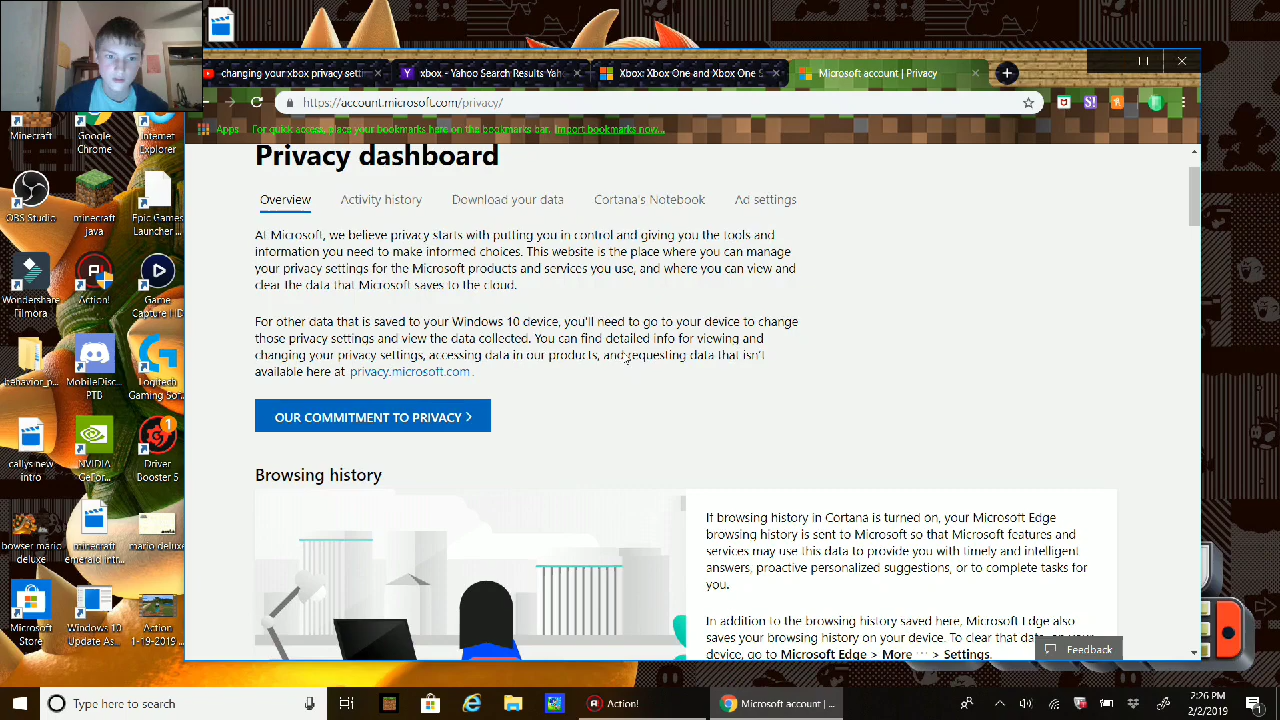 changing your xbox privacy sett
xbox - Yahoo Search Results Yah
Xbox: Xbox One and Xbox One S
Microsoft account | Privacy
https://account.microsoft.com/privacy/
Apps
For quick access, place your bookmarks here on the bookmarks bar. Import bookmarks now...
Privacy dashboard
Overview
Activity history
Download your data
Cortana's Notebook
Ad settings
At Microsoft, we believe privacy starts with putting you in control and giving you the tools and
information you need to make informed choices. This website is the place where you can manage
your privacy settings for the Microsoft products and services you use, and where you can view and
clear the data that Microsoft saves to the cloud.
For other data that is saved to your Windows 10 device, you'll need to go to your device to change
those privacy settings and view the data collected. You can find detailed info for viewing and
changing your privacy settings, accessing data in our products, and requesting data that isn't
available here at privacy.microsoft.com.
OUR COMMITMENT TO PRIVACY >
Browsing history
If browsing history in Cortana is turned on, your Microsoft Edge
browsing history is sent to Microsoft so that Microsoft features and
services may use this data to provide you with timely and intelligent
answers, proactive personalized suggestions, or to complete tasks for
you.
In addition to the browsing history saved here, Microsoft Edge also
saves your browsing history on your device. To clear that data on your
device, go to Microsoft Edge > More ··· > Settings.
Feedback
Minecraft
Google
Chrome
Internet
Explorer
OBS Studio
minecraft
java
Epic Games
Launcher
Wondershare
Filmora
Action!
Game
Capture HD
behavior_p...
MobileDisc...
PTB
Logitech
Gaming Sof...
callys new
intro
NVIDIA
GeFor...
Driver
Booster 5
bowser mario
deluxe
minecraft
emerald_intr...
mario deluxe
Microsoft
Store
Windows 10
Update As...
Action
1-19-2019...
Type here to search
Action!
Microsoft account | ...
2:26 PM
2/2/2019